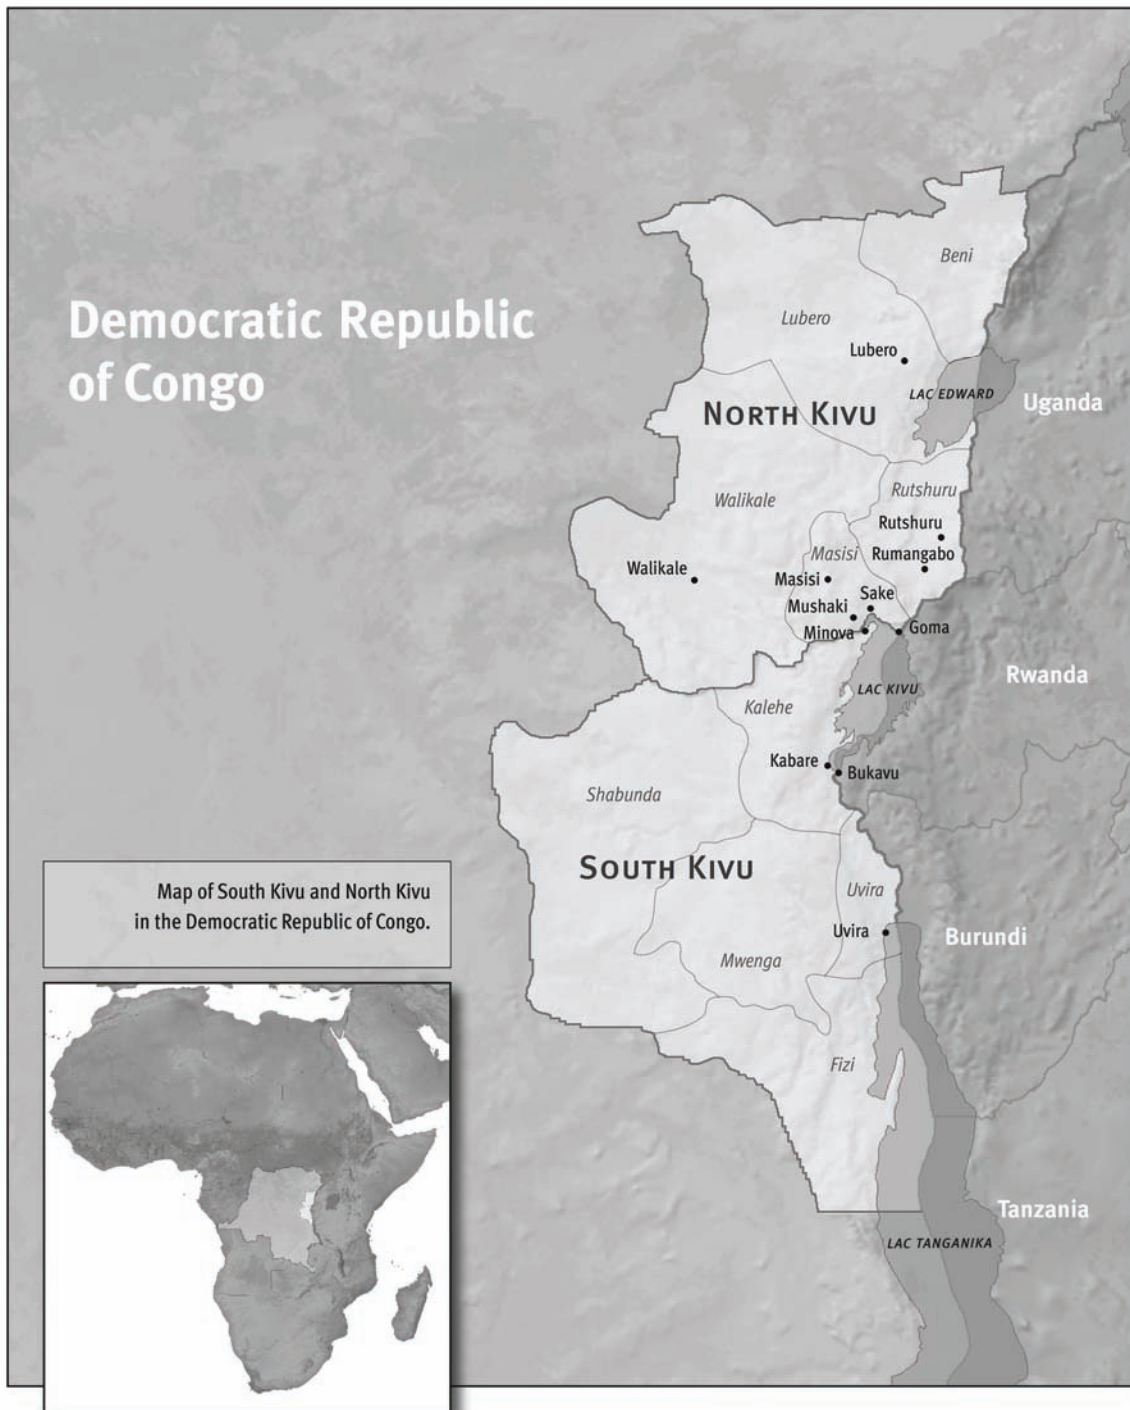 Democratic Republic
of Congo
Beni
Lubero
Lubero
LAC EDWARD
Uganda
NORTH KIVU
Rutshuru
Walikale
Rutshuru
Masisi
Rumangabo
Walikale
Masisi
Sake
Mushaki
Minova
Goma
Rwanda
LAC KIVU
Kalehe
Kabare
Bukavu
Shabunda
SOUTH KIVU
Uvira
Map of South Kivu and North Kivu
in the Democratic Republic of Congo.
Uvira
Burundi
Mwenga
Fizi
Tanzania
LAC TANGANIKA